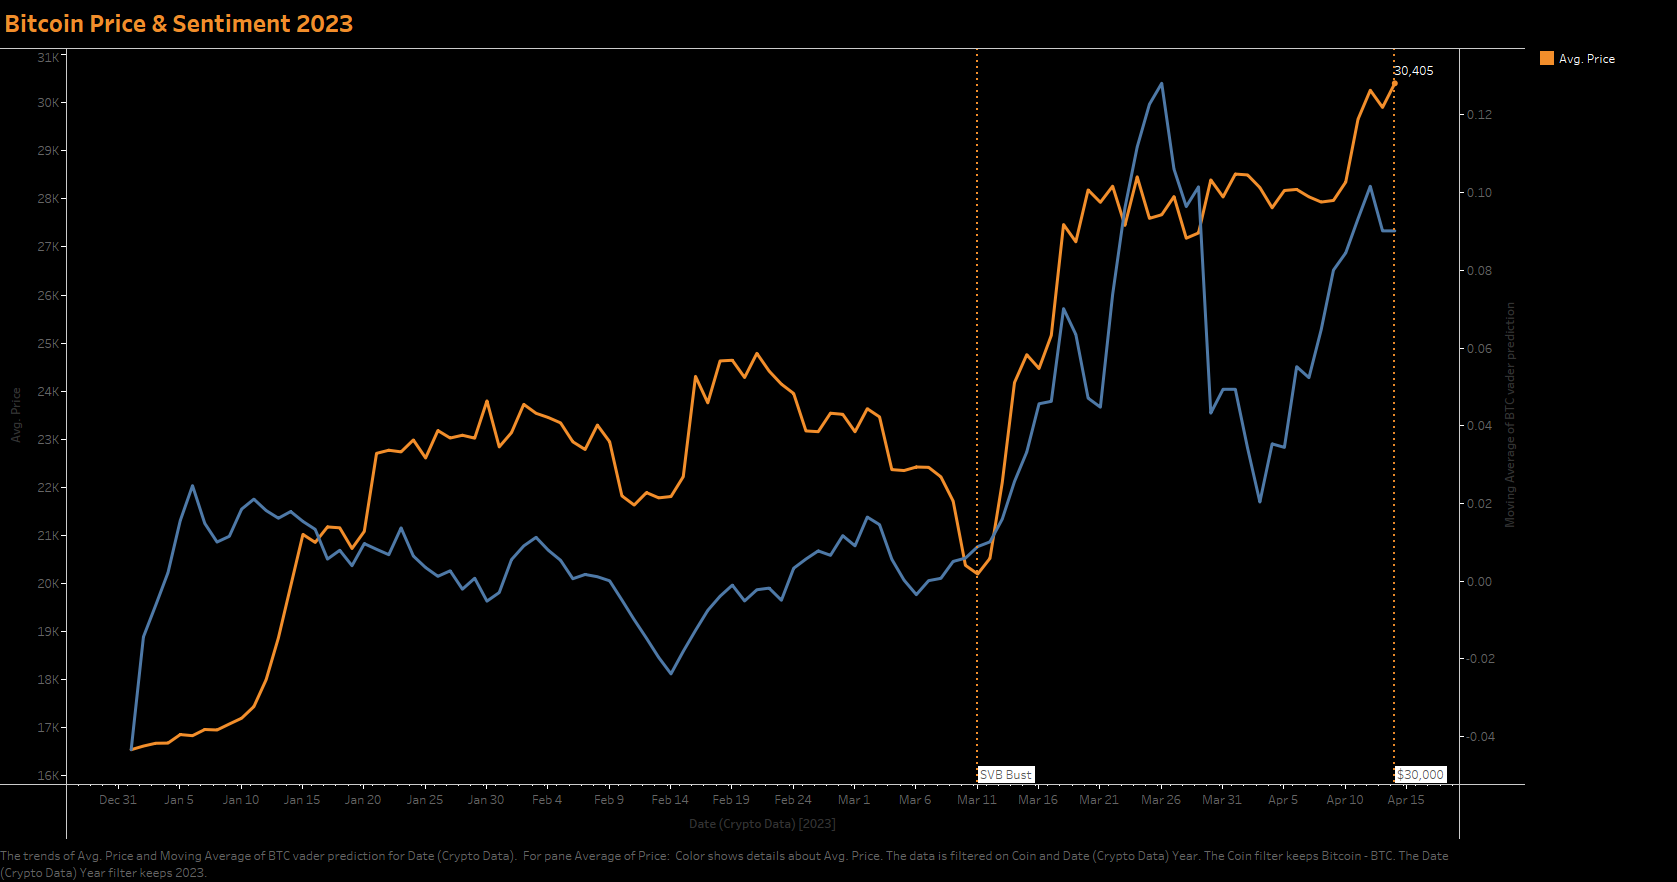 Bitcoin Price & Sentiment 2023
31K
30K
29K
28K
27K
26K
25K
24K
23K
22K
21K
20K
19K
18K
17K
16K
Avg. Price
30,405
0.12
0.10
0.08
0.06
0.04
0.02
0.00
-0.02
-0.04
Moving Average of BTC vader prediction
Avg. Price
SVB Bust
$30,000
Dec 31 Jan 5 Jan 10 Jan 15 Jan 20 Jan 25 Jan 30 Feb 4 Feb 9 Feb 14 Feb 19 Feb 24 Mar 1 Mar 6 Mar 11 Mar 16 Mar 21 Mar 26 Mar 31 Apr 5 Apr 10 Apr 15
Date (Crypto Data) [2023]
The trends of Avg. Price and Moving Average of BTC vader prediction for Date (Crypto Data). For pane Average of Price: Color shows details about Avg. Price. The data is filtered on Coin and Date (Crypto Data) Year. The Coin filter keeps Bitcoin - BTC. The Date
(Crypto Data) Year filter keeps 2023.